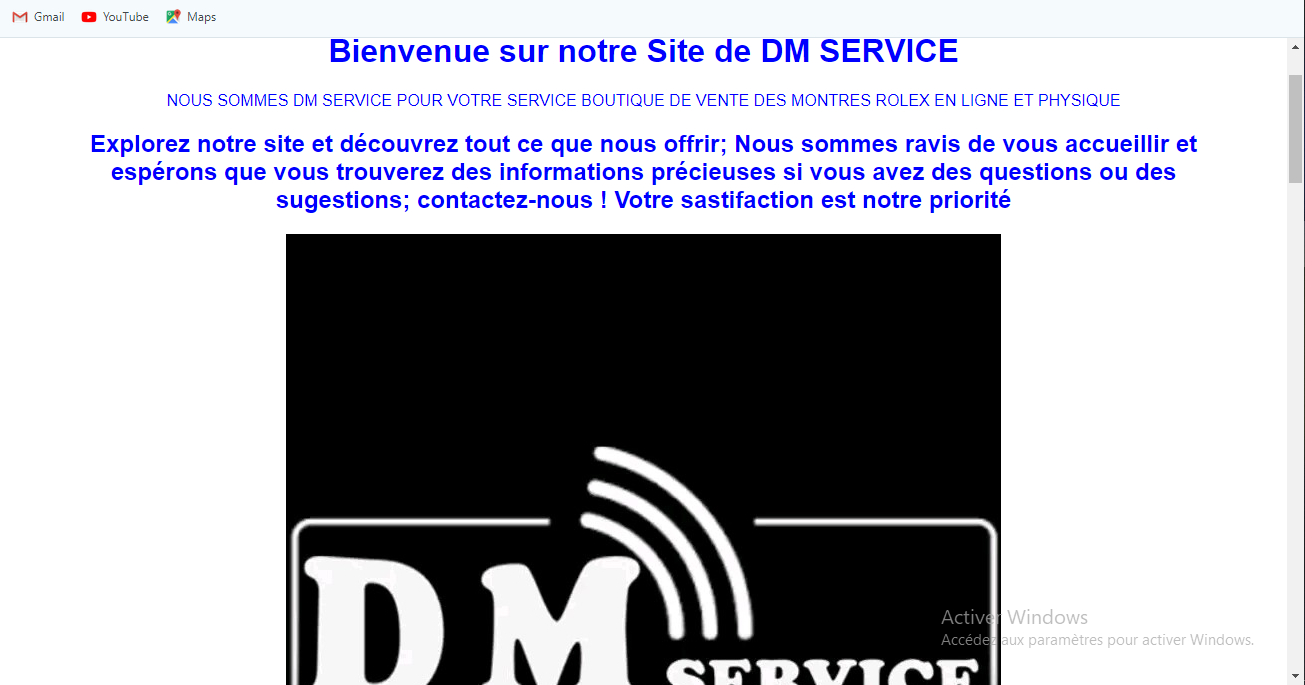 Gmail YouTube Maps
Bienvenue sur notre Site de DM SERVICE
NOUS SOMMES DM SERVICE POUR VOTRE SERVICE BOUTIQUE DE VENTE DES MONTRES ROLEX EN LIGNE ET PHYSIQUE
Explorez notre site et découvrez tout ce que nous offrir; Nous sommes ravis de vous accueillir et
espérons que vous trouverez des informations précieuses si vous avez des questions ou des
sugestions; contactez-nous ! Votre sastifaction est notre priorité
DM
SERVICE
Activer Windows
Accédez aux paramètres pour activer Windows.